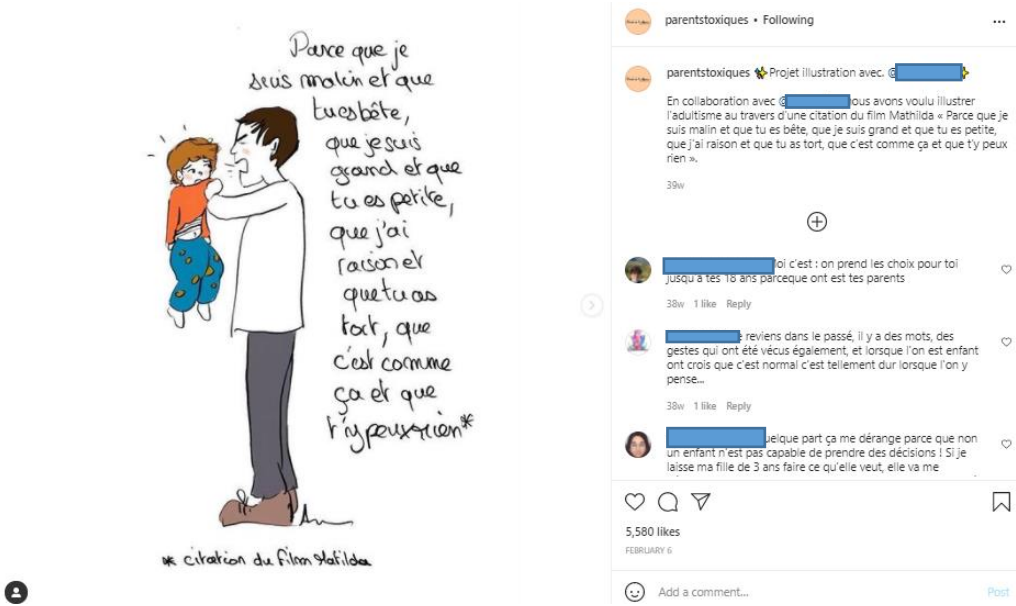 Parce que je
suis malin et que
tu es bête,
que je suis
grand et que
tu es petite,
que j'ai
raison et
que tu as
tort, que
c'est comme
ça et que
t'y peux rien*
* citation du film Matilda
parentstoxiques • Following
parentstoxiques ✨Projet illustration avec. @
En collaboration avec @ ous avons voulu illustrer
l'adultisme au travers d'une citation du film Mathilda « Parce que je
suis malin et que tu es bête, que je suis grand et que tu es petite,
que j'ai raison et que tu as tort, que c'est comme ça et que t'y peux
rien ».
39w
oi c'est : on prend les choix pour toi
jusqu'à tes 18 ans parceque ont est tes parents
38w 1 like Reply
reviens dans le passé, il y a des mots, des
gestes qui ont été vécus également, et lorsque l'on est enfant
ont crois que c'est normal c'est tellement dur lorsque l'on y
pense...
38w 1 like Reply
uelque part ça me dérange parce que non
un enfant n'est pas capable de prendre des décisions ! Si je
laisse ma fille de 3 ans faire ce qu'elle veut, elle va me
5,580 likes
FEBRUARY 6
Add a comment... Post